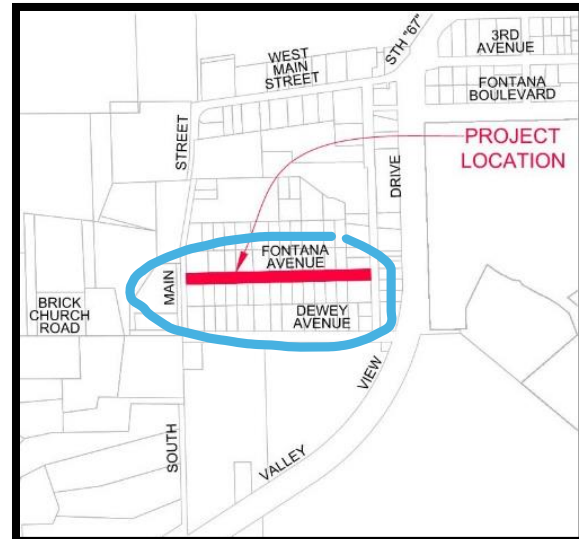 WEST
MAIN
STREET
STH "67"
3RD
AVENUE
FONTANA
BOULEVARD
STREET
PROJECT
LOCATION
DRIVE
FONTANA
AVENUE
MAIN
BRICK
CHURCH
ROAD
DEWEY
AVENUE
VIEW
SOUTH
VALLEY